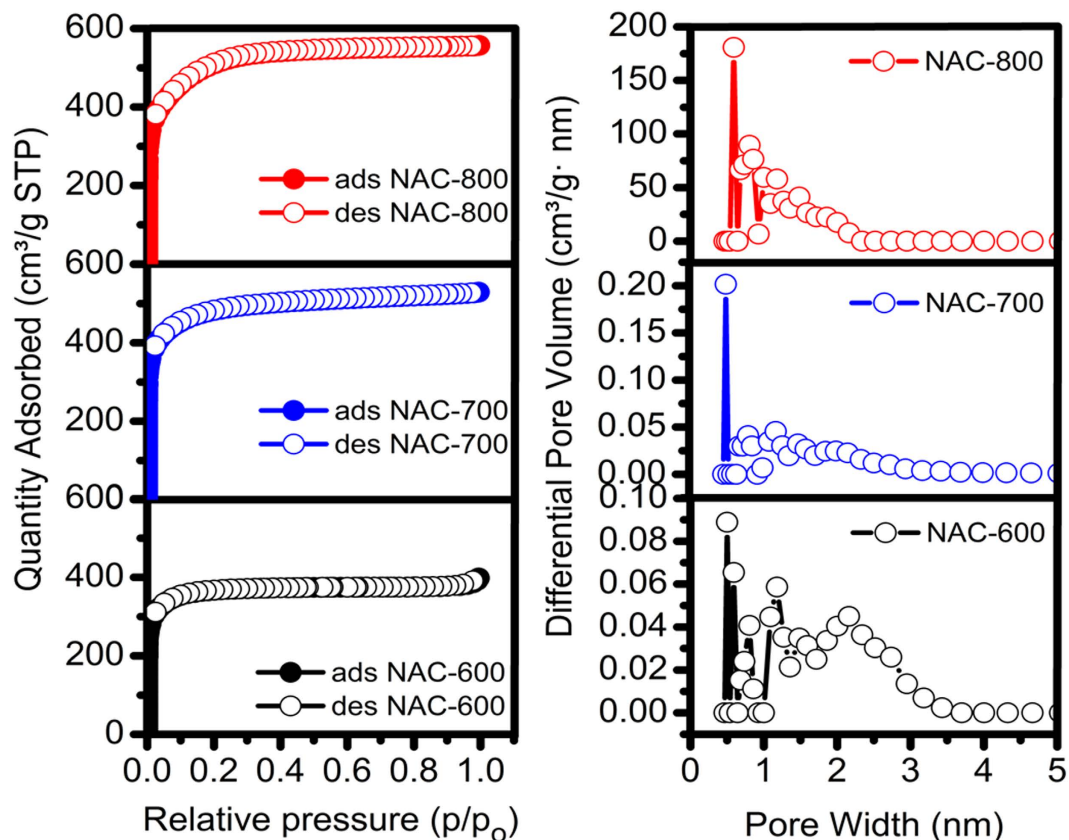 Quantity Adsorbed (cm³/g STP)
600
400
200
ads NAC-800
des NAC-800
600
400
200
ads NAC-700
des NAC-700
600
400
200
ads NAC-600
des NAC-600
0
0.0 0.2 0.4 0.6 0.8 1.0
Relative pressure (p/pₒ)
Differential Pore Volume (cm³/g· nm)
200
150
100
50
0
NAC-800
0.20
0.15
0.10
0.05
0.00
NAC-700
0.10
0.08
0.06
0.04
0.02
0.00
NAC-600
0 1 2 3 4 5
Pore Width (nm)